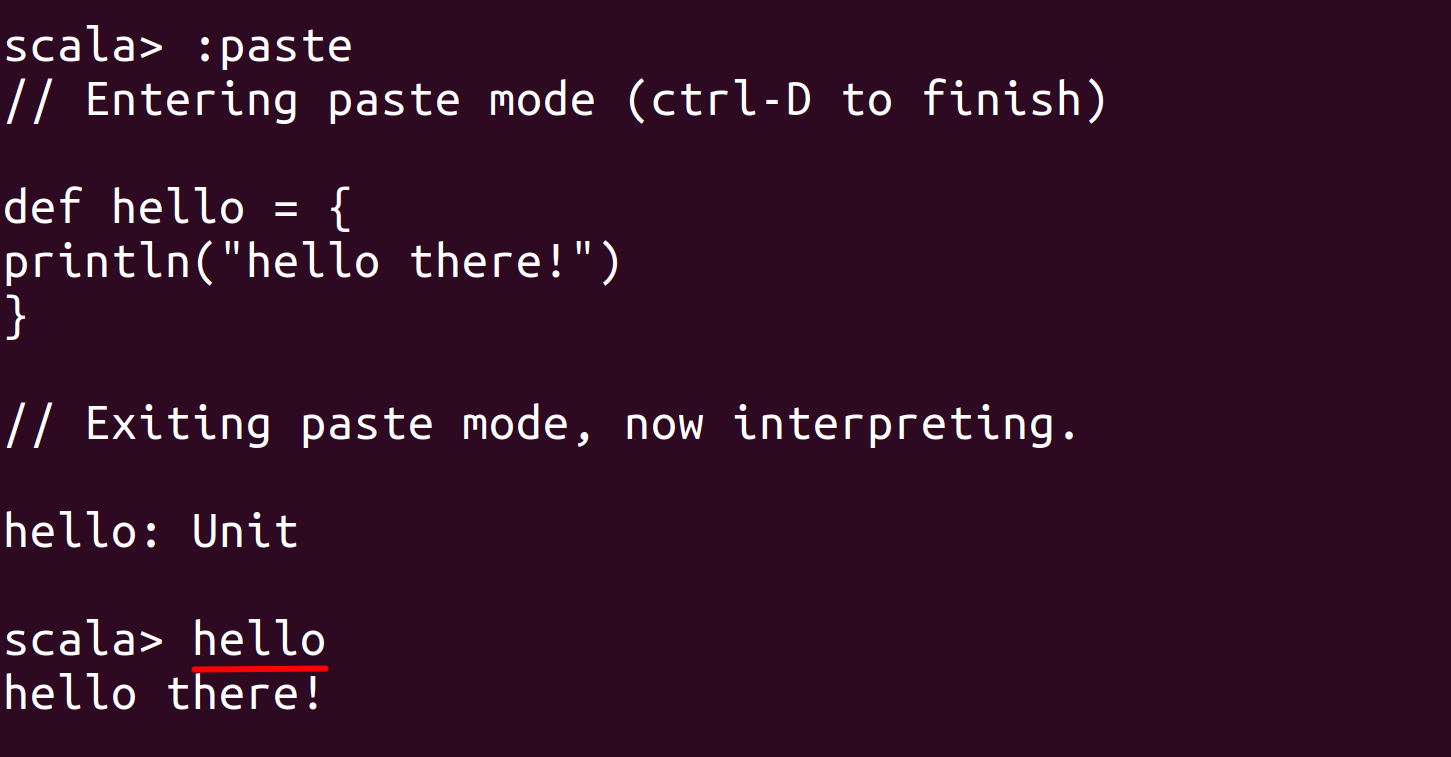 scala> :paste
// Entering paste mode (ctrl-D to finish)
def hello = {
println("hello there!")
}
// Exiting paste mode, now interpreting.
hello: Unit
scala> hello
hello there!